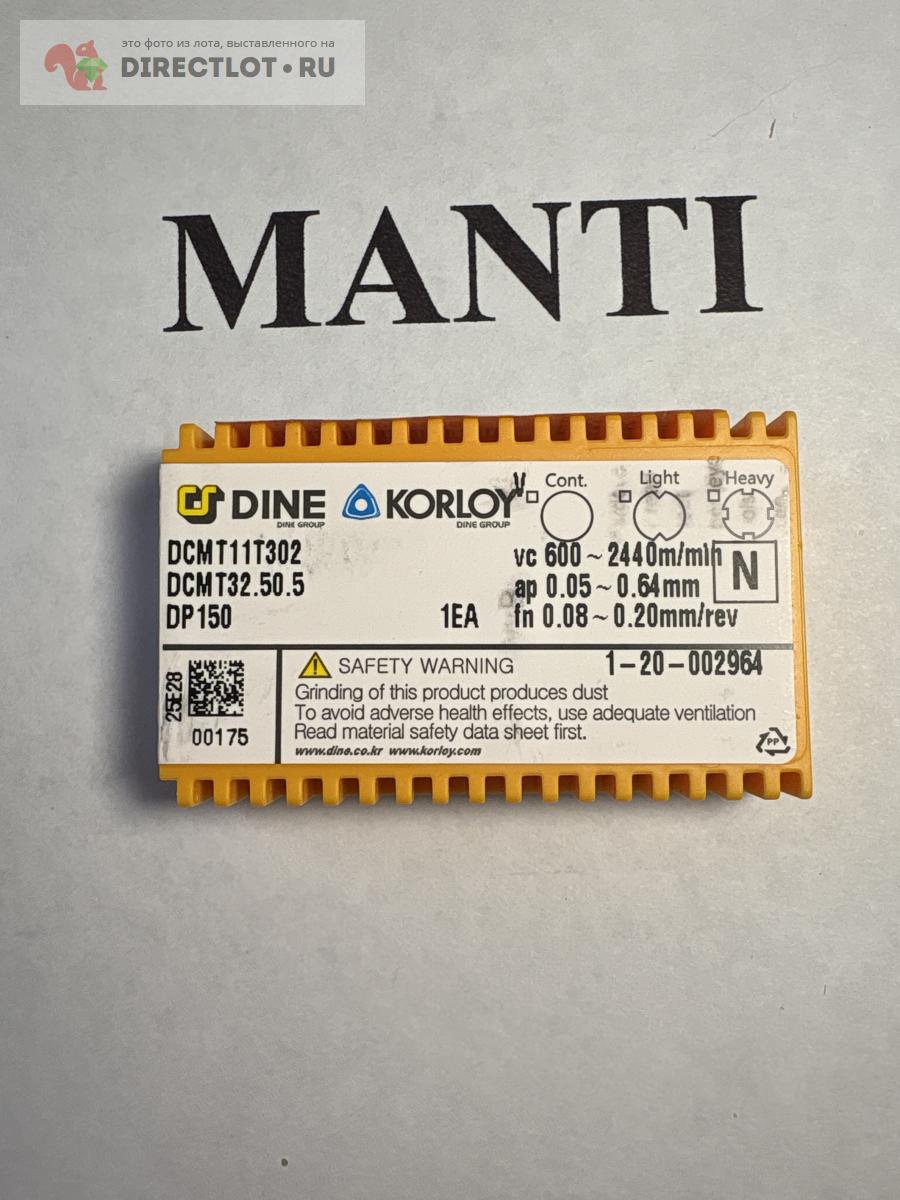 это фото из лота, выставленного на
DIRECTLOT•RU
MANTI
DINE
DINE GROUP
KORLOY
DINE GROUP
V
Cont.
Light
Heavy
DCMT11T302
DCMT32.50.5
DP150
1EA
vc 600 ~ 2440m/min
ap 0.05 ~ 0.64mm
fn 0.08 ~ 0.20mm/rev
N
1-20-002964
25E28
00175
SAFETY WARNING
Grinding of this product produces dust
To avoid adverse health effects, use adequate ventilation
Read material safety data sheet first.
www.dine.co.kr www.korloy.com
PP